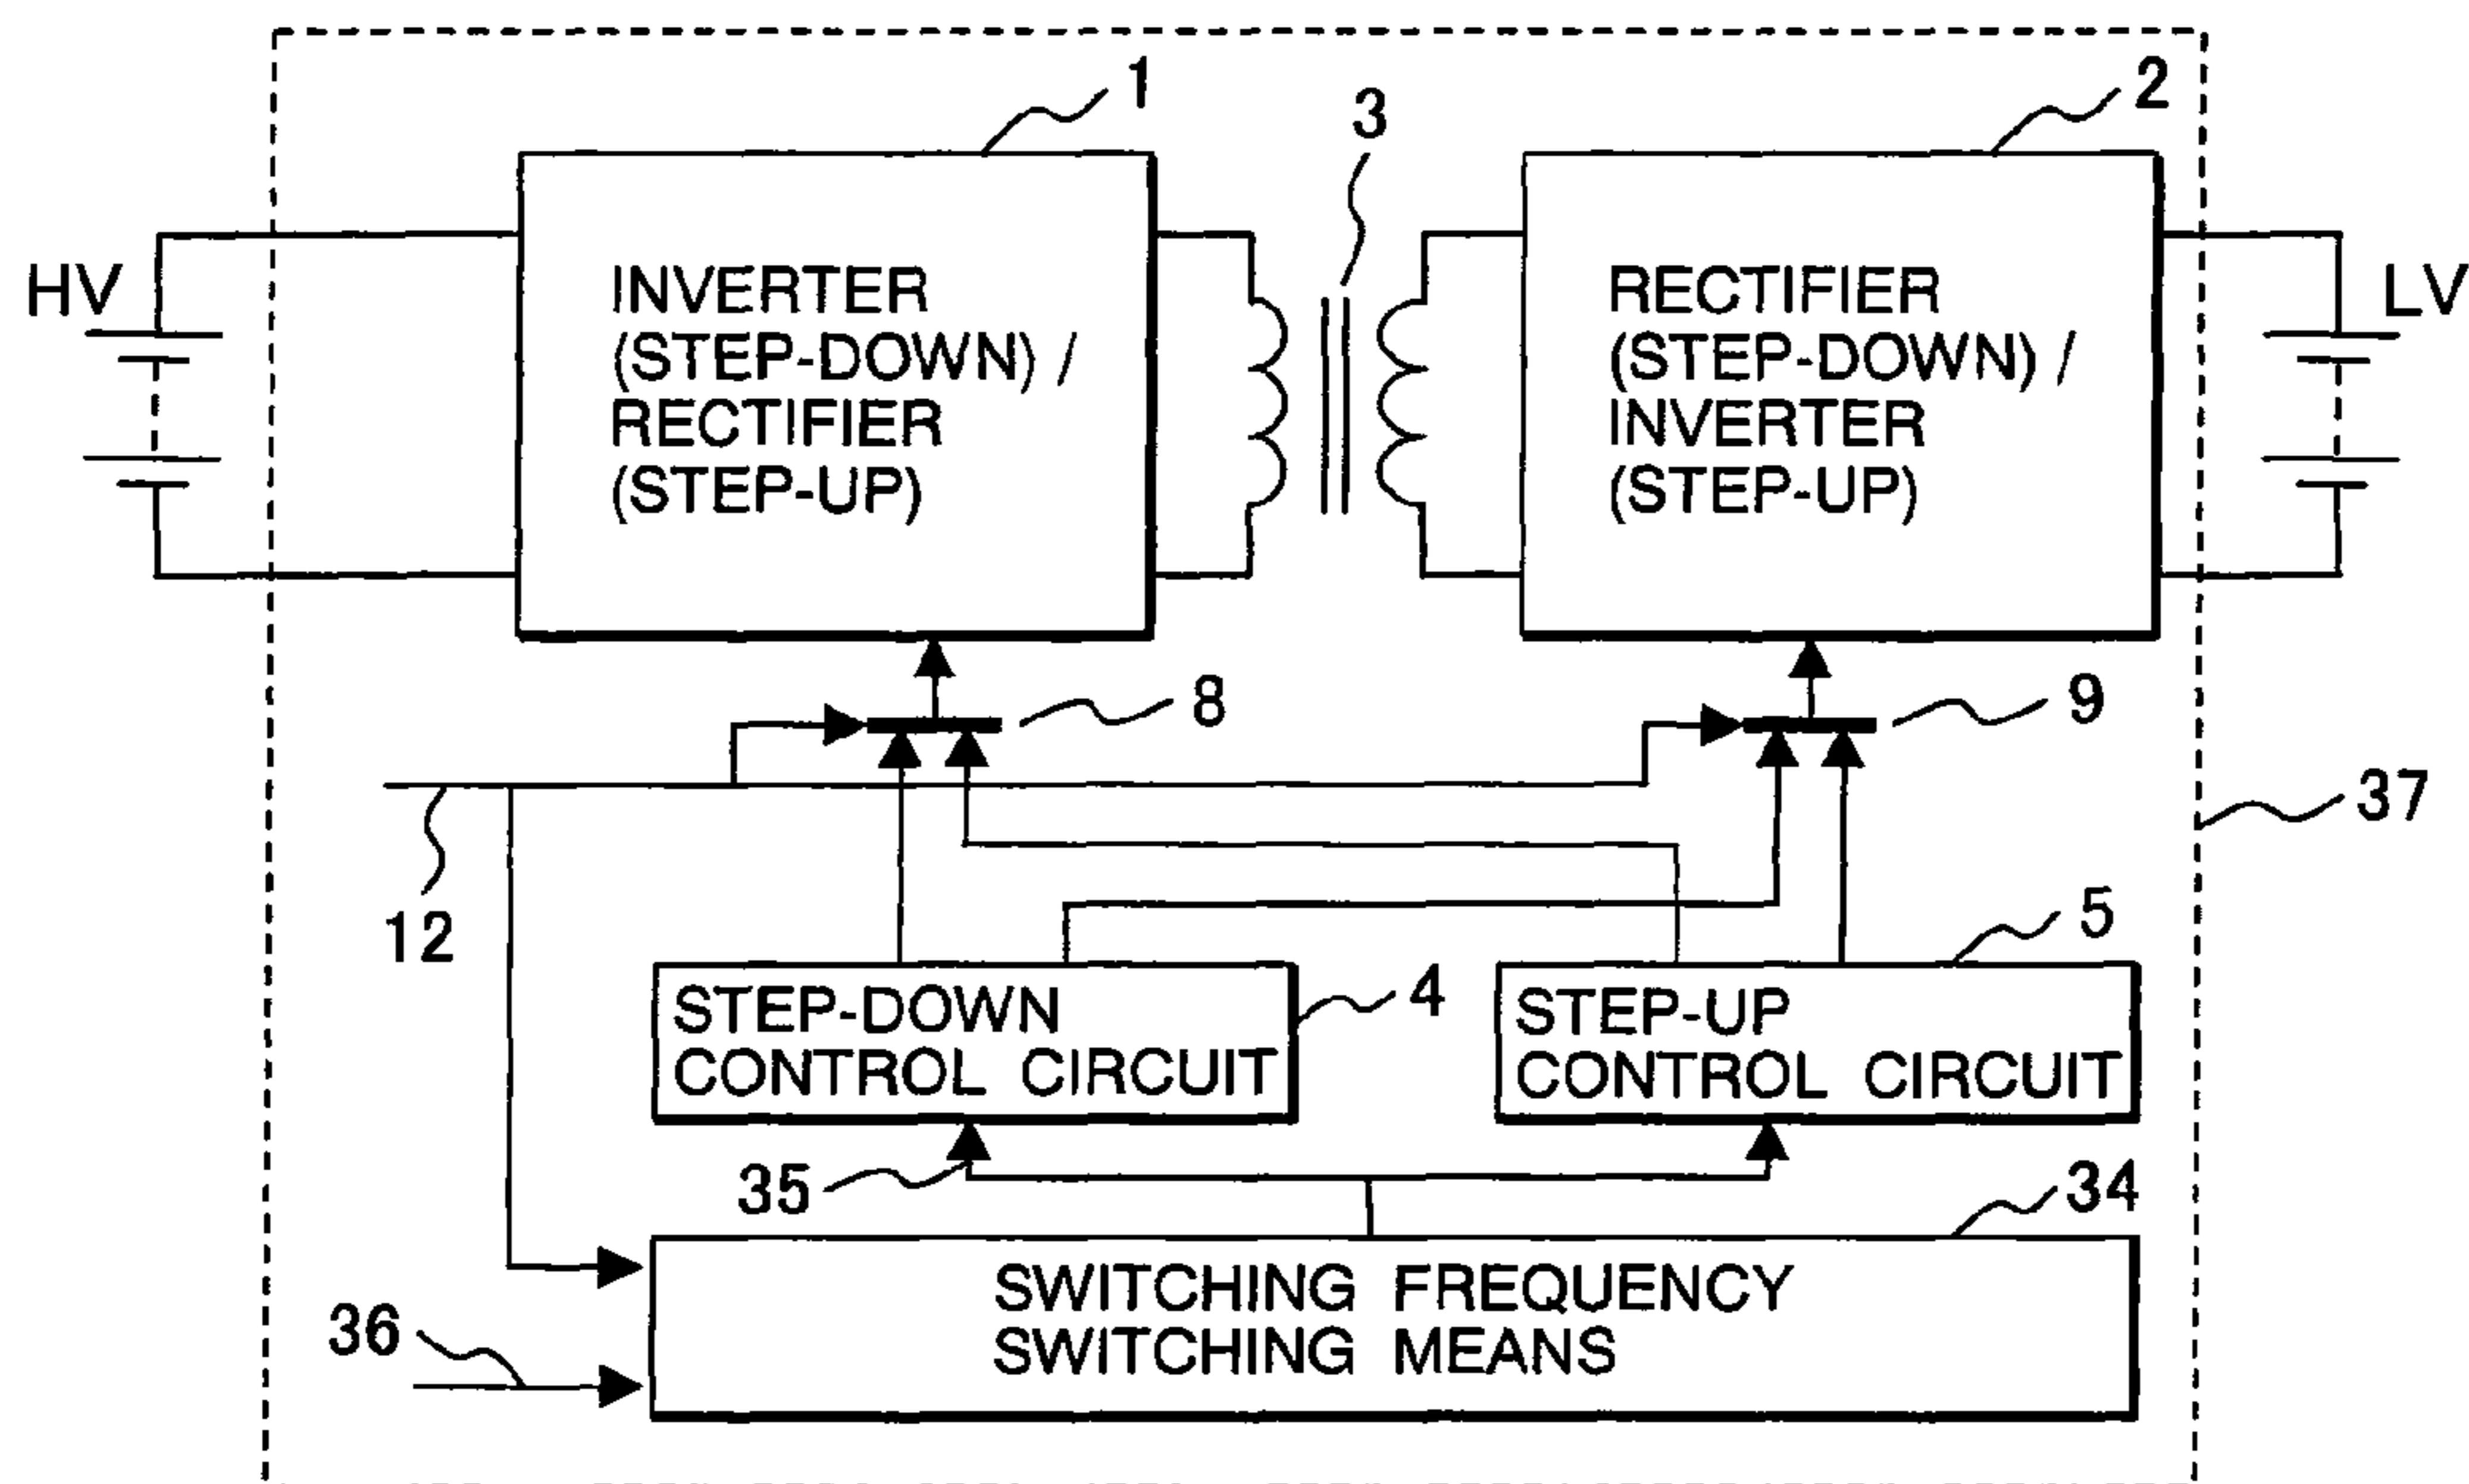 1
2
3
HV
INVERTER
(STEP-DOWN) /
RECTIFIER
(STEP-UP)
RECTIFIER
(STEP-DOWN) /
INVERTER
(STEP-UP)
LV
8
9
37
12
4
5
STEP-DOWN
CONTROL CIRCUIT
STEP-UP
CONTROL CIRCUIT
35
34
36
SWITCHING FREQUENCY
SWITCHING MEANS